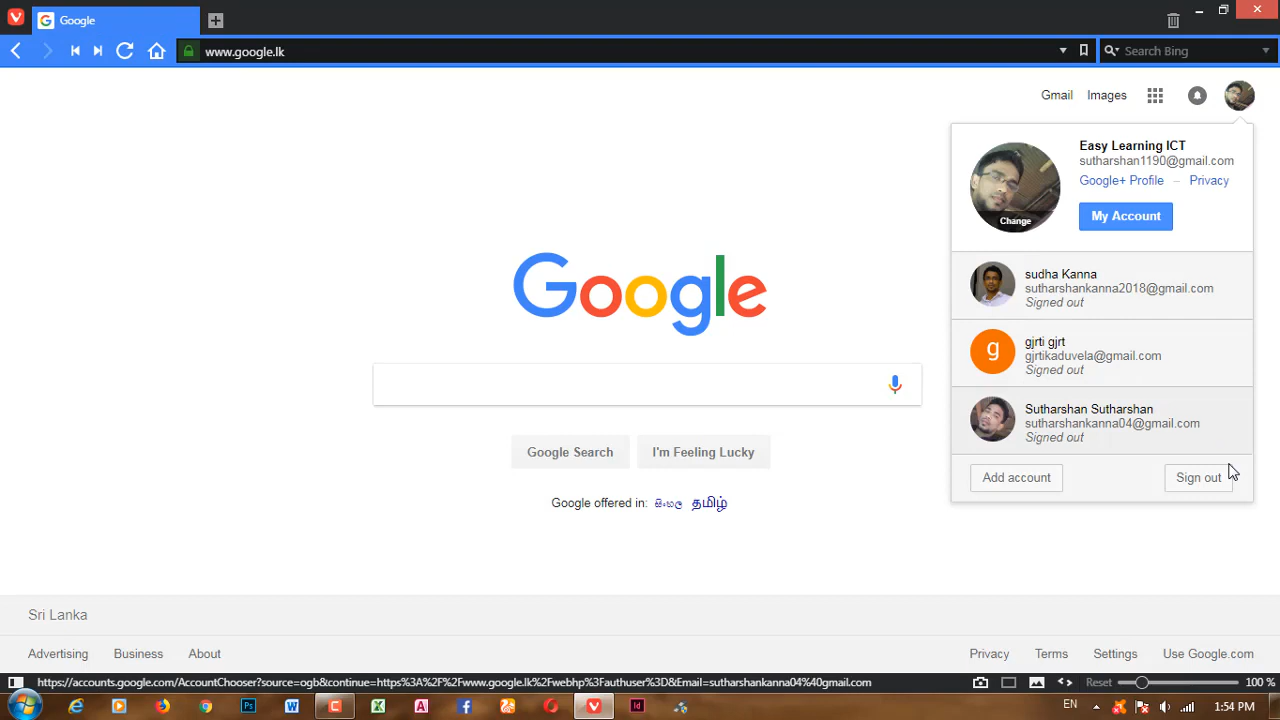 Google
www.google.lk
Search Bing
Gmail
Images
Easy Learning ICT
sutharshan1190@gmail.com
Google+ Profile – Privacy
Change
My Account
sudha Kanna
sutharshankanna2018@gmail.com
Signed out
g
gjrti gjrt
gjrtikaduvela@gmail.com
Signed out
Sutharshan Sutharshan
sutharshankanna04@gmail.com
Signed out
Add account
Sign out
Google
Google Search
I'm Feeling Lucky
Google offered in: සිංහල தமிழ்
Sri Lanka
Advertising Business About
Privacy Terms Settings Use Google.com
https://accounts.google.com/AccountChooser?source=ogb&continue=https%3A%2F%2Fwww.google.lk%2Fwebhp%3Fauthuser%3D&Email=sutharshankanna04%40gmail.com
Reset
100 %
EN
1:54 PM